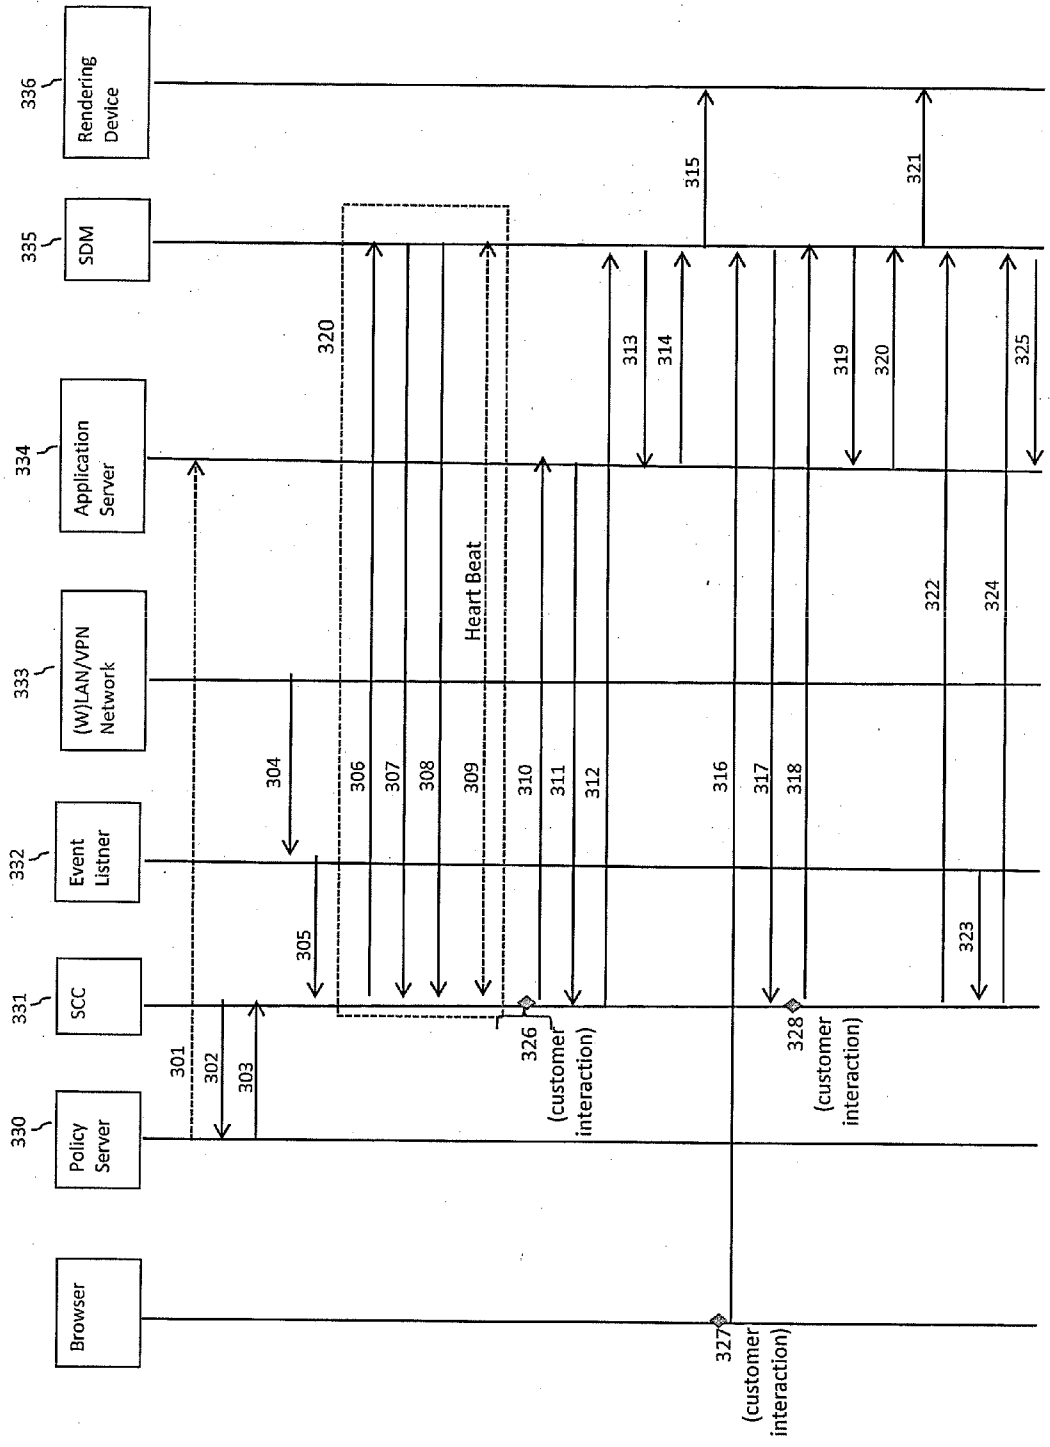 330
331
332
333
334
335
336
Browser
Policy
Server
SCC
Event
Listner
(W)LAN/VPN
Network
Application
Server
SDM
Rendering
Device
301
302
303
304
305
320
306
307
308
309
Heart Beat
310
326
(customer
interaction)
311
312
313
314
315
316
327
(customer
interaction)
317
318
328
(customer
interaction)
319
320
321
322
323
324
325